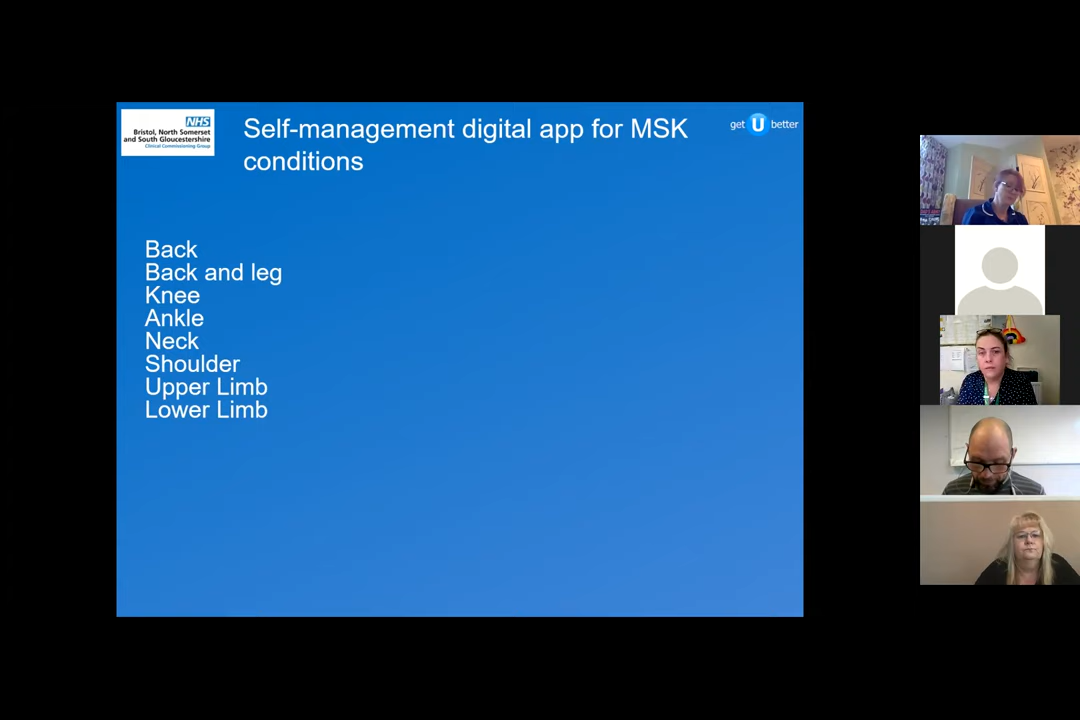 NHS
Bristol, North Somerset
and South Gloucestershire
Clinical Commissioning Group
Self-management digital app for MSK
conditions
get U better
Back
Back and leg
Knee
Ankle
Neck
Shoulder
Upper Limb
Lower Limb